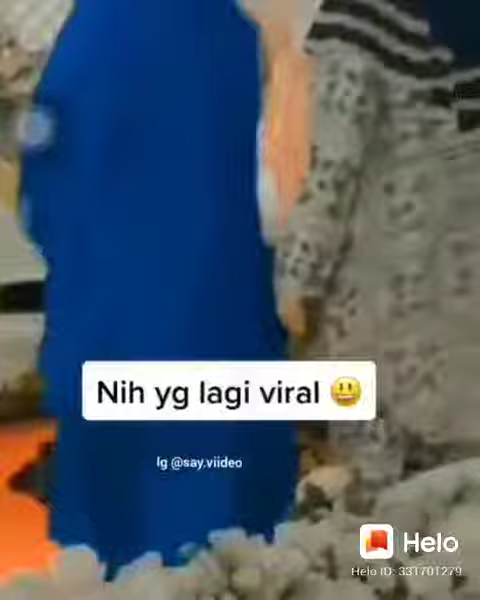 Nih yg lagi viral 😃
Ig @say.viideo
Helo
Helo ID: 331701279